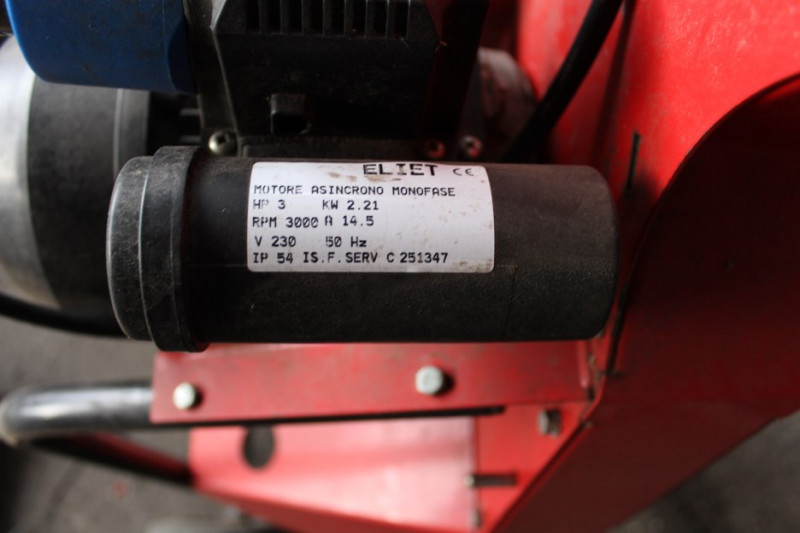 ELIET CE
MOTORE ASINCRONO MONOFASE
HP 3 KW 2.21
RPM 3000 A 14.5
V 230 50 Hz
IP 54 IS.F. SERV C 251347